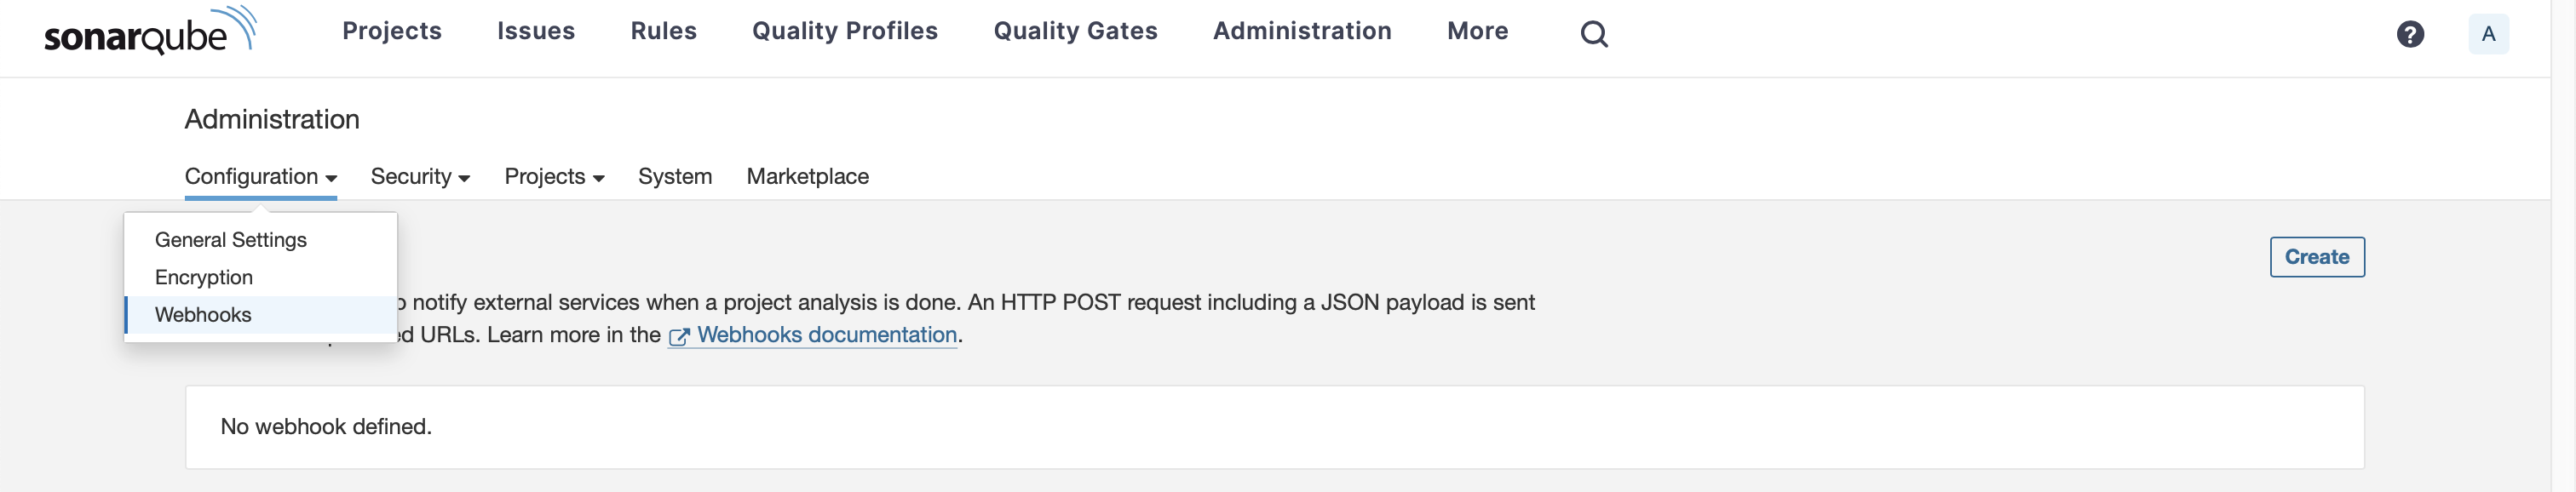 sonarqube Projects Issues Rules Quality Profiles Quality Gates Administration More ? A
Administration
Configuration Security Projects System Marketplace
General Settings
Encryption
Webhooks
Create
notify external services when a project analysis is done. An HTTP POST request including a JSON payload is sent
URLs. Learn more in the Webhooks documentation.
No webhook defined.